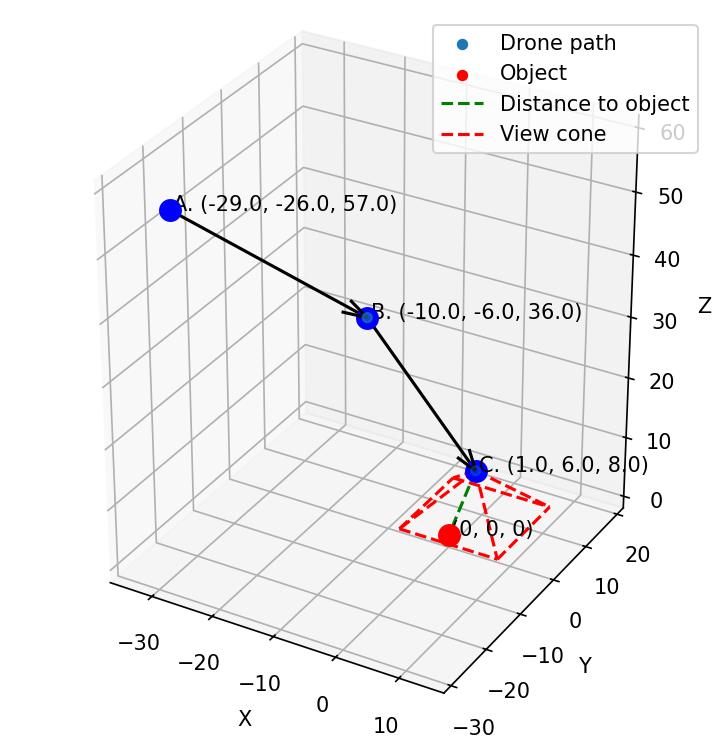 Drone path
Object
Distance to object
View cone
60
50
40
30
20
10
0
Z
A. (-29.0, -26.0, 57.0)
B. (-10.0, -6.0, 36.0)
C. (1.0, 6.0, 8.0)
0, 0, 0)
20
10
0
−10
−20
−30
Y
−30
−20
−10
0
10
X